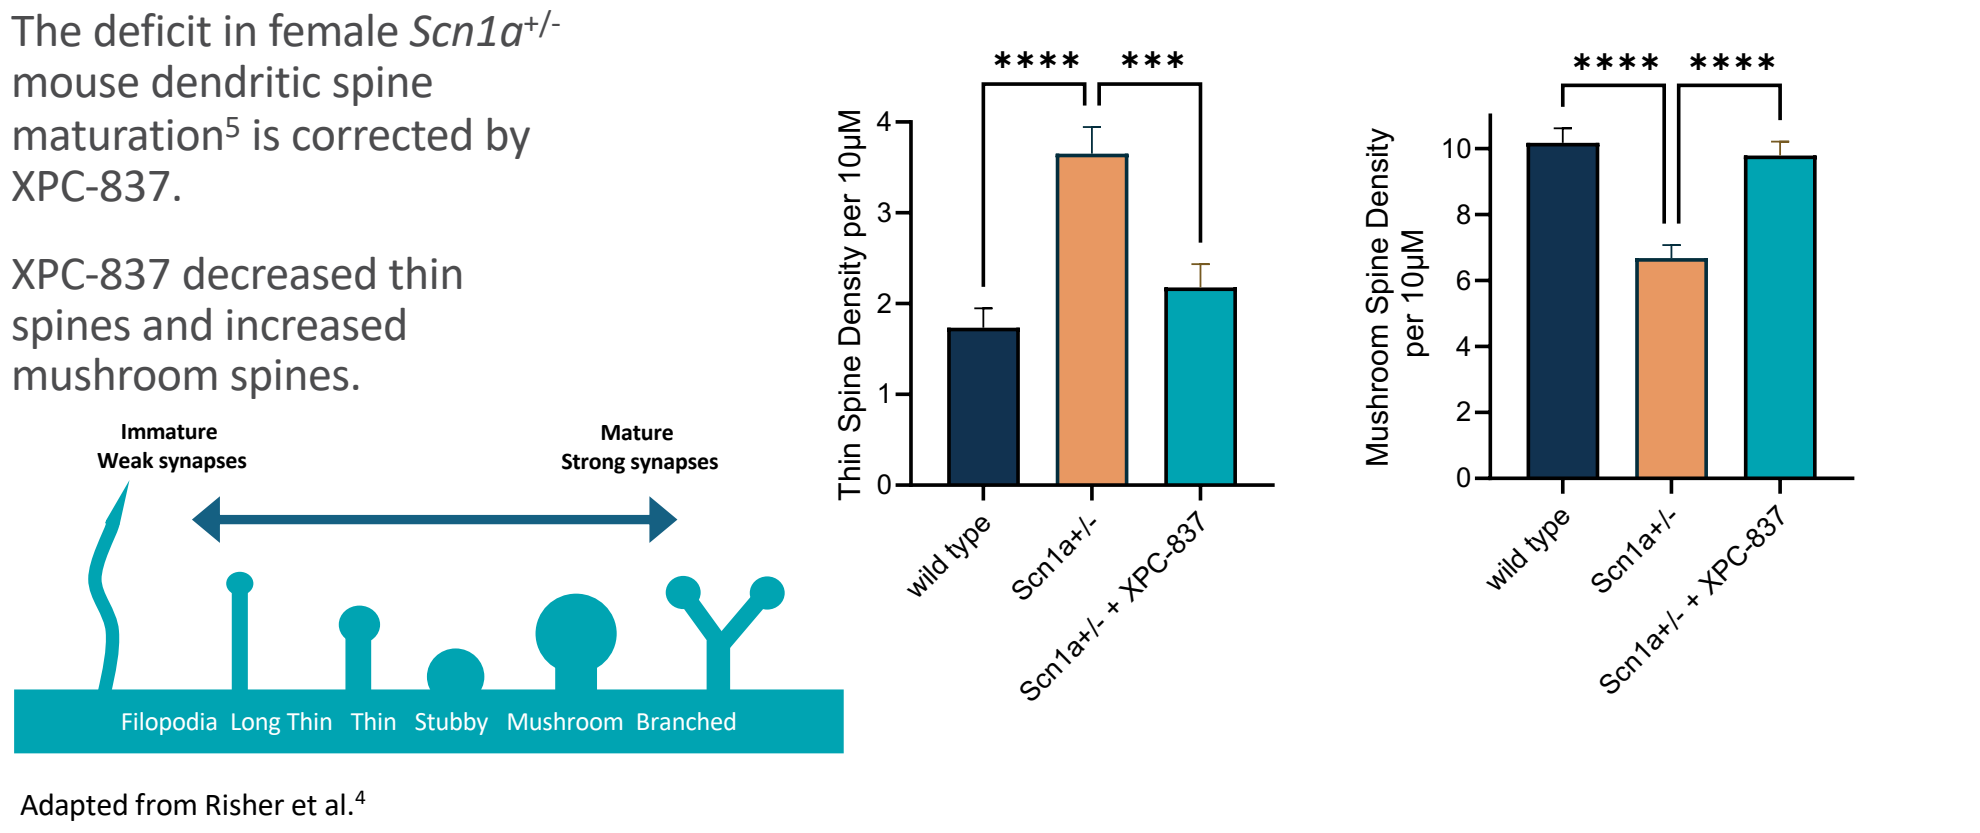 The deficit in female Scn1a+/-
mouse dendritic spine
maturation5 is corrected by
XPC-837.
XPC-837 decreased thin
spines and increased
mushroom spines.
Immature
Weak synapses
Mature
Strong synapses
Filopodia Long Thin Thin Stubby Mushroom Branched
Adapted from Risher et al.4
Thin Spine Density per 10µM
4
3
2
1
0
****
***
wild type
Scn1a+/-
Scn1a+/- + XPC-837
Mushroom Spine Density
per 10µM
10
8
6
4
2
0
****
****
wild type
Scn1a+/-
Scn1a+/- + XPC-837